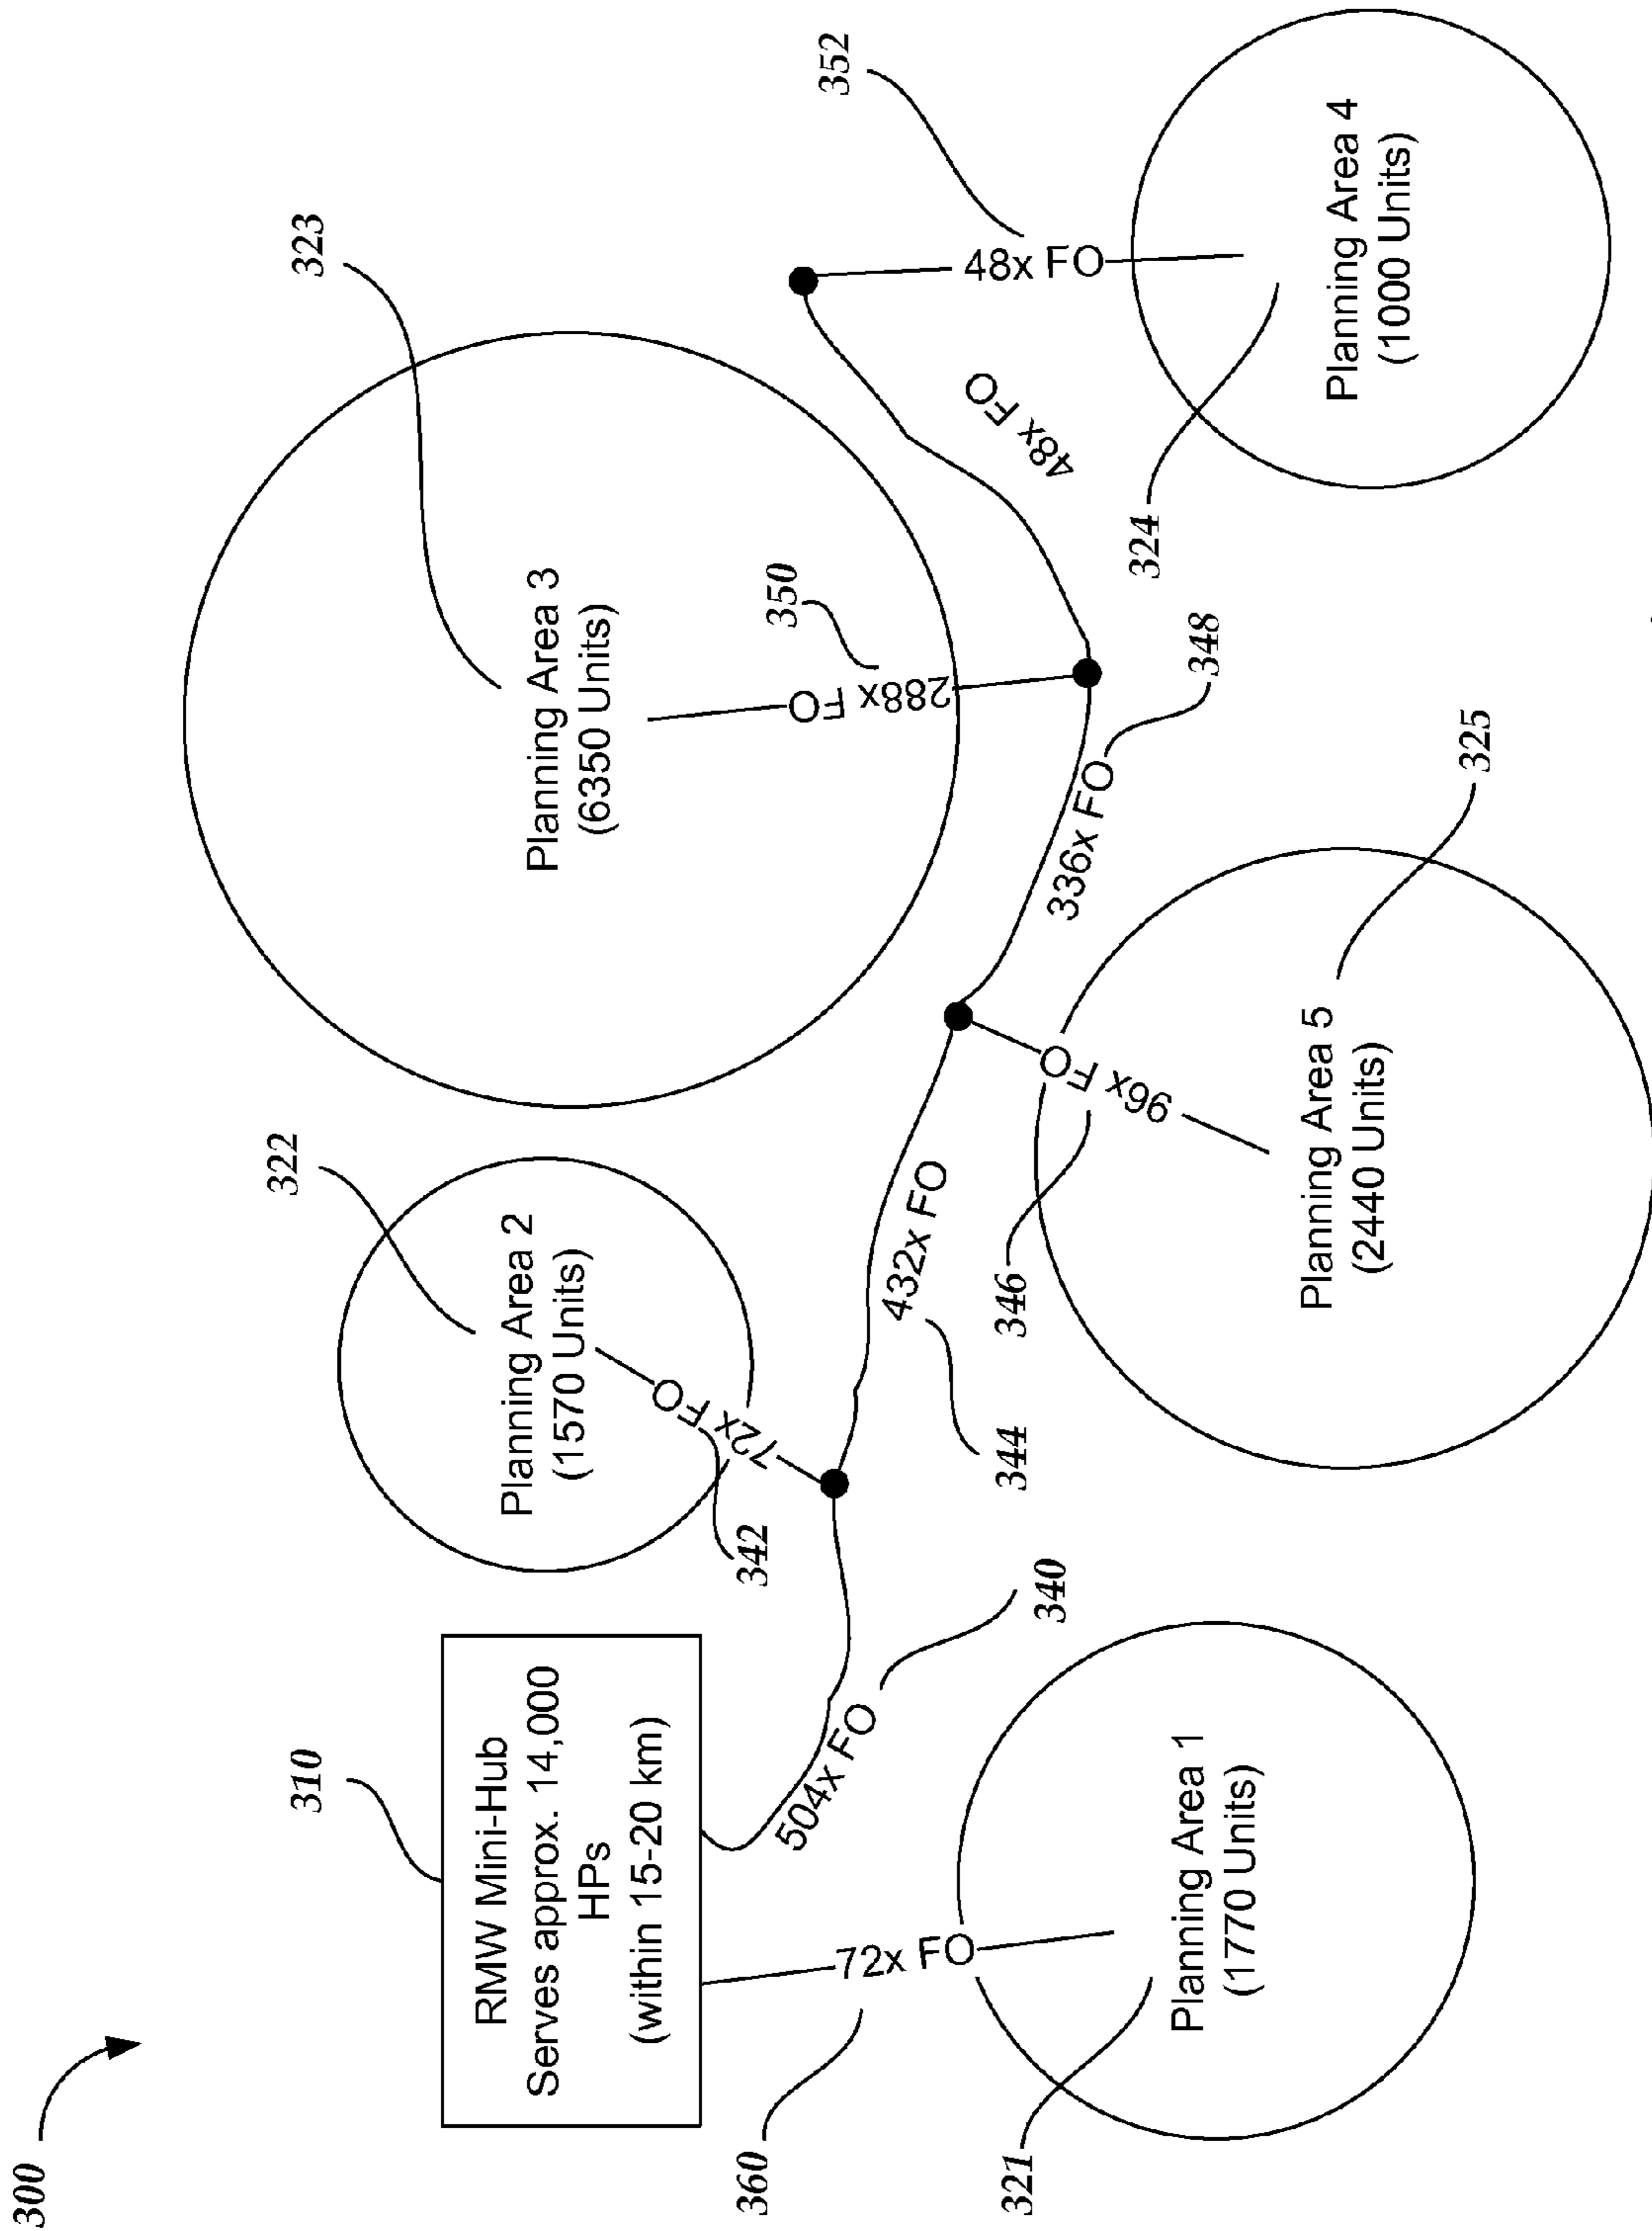 300
310
RMW Mini-Hub
Serves approx. 14,000
HPs
(within 15-20 km)
322
Planning Area 2
(1570 Units)
323
Planning Area 3
(6350 Units)
342
72x FO
350
288x FO
352
48x FO
360
72x FO
504x FO
340
432x FO
344
346
96x FO
336x FO
348
48x FO
324
Planning Area 4
(1000 Units)
321
Planning Area 1
(1770 Units)
Planning Area 5
(2440 Units)
325